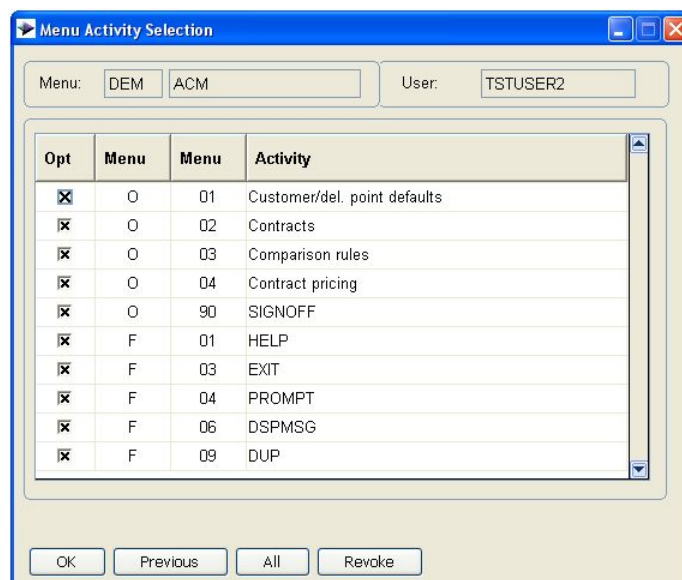 Menu Activity Selection
Menu: DEM ACM User: TSTUSER2
Opt Menu Menu Activity
O 01 Customer/del. point defaults
O 02 Contracts
O 03 Comparison rules
O 04 Contract pricing
O 90 SIGNOFF
F 01 HELP
F 03 EXIT
F 04 PROMPT
F 06 DSPMSG
F 09 DUP
OK Previous All Revoke